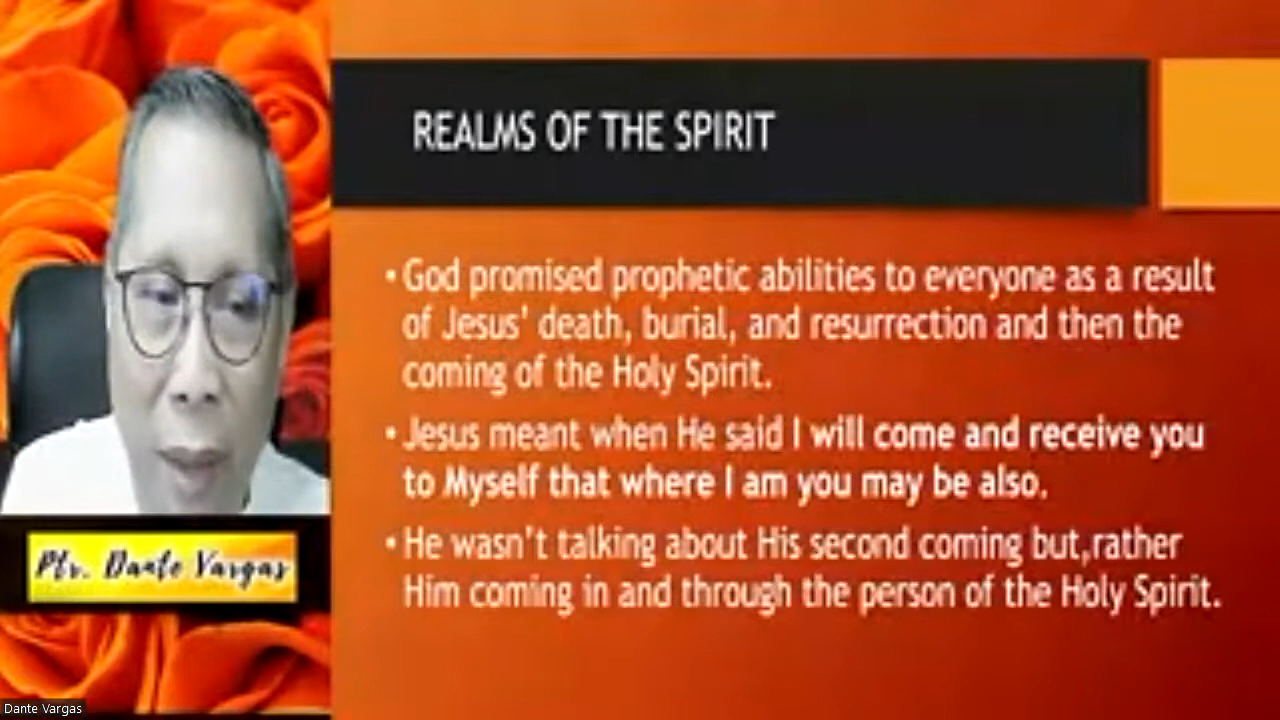 REALMS OF THE SPIRIT
•God promised prophetic abilities to everyone as a result
of Jesus' death, burial, and resurrection and then the
coming of the Holy Spirit.
•Jesus meant when He said I will come and receive you
to Myself that where I am you may be also.
•He wasn't talking about His second coming but,rather
Him coming in and through the person of the Holy Spirit.
Ptr. Dante Vargas
Dante Vargas